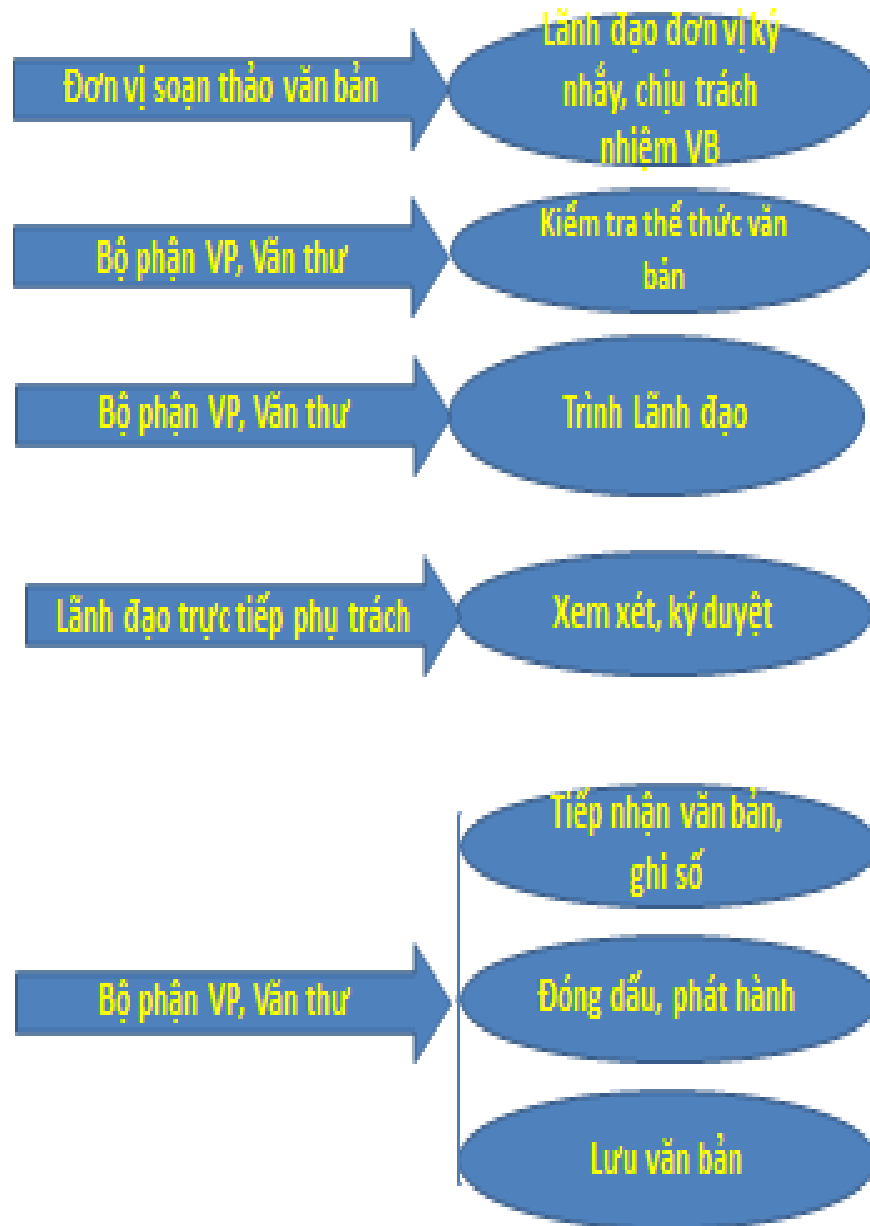 Đơn vị soạn thảo văn bản
Lãnh đạo đơn vị ký
nhấy, chịu trách
nhiệm VB
Bộ phận VP, Văn thư
Kiểm tra thể thức văn
bản
Bộ phận VP, Văn thư
Trình Lãnh đạo
Lãnh đạo trực tiếp phụ trách
Xem xét, ký duyệt
Bộ phận VP, Văn thư
Tiếp nhận văn bản,
ghi số
Đóng dấu, phát hành
Lưu văn bản